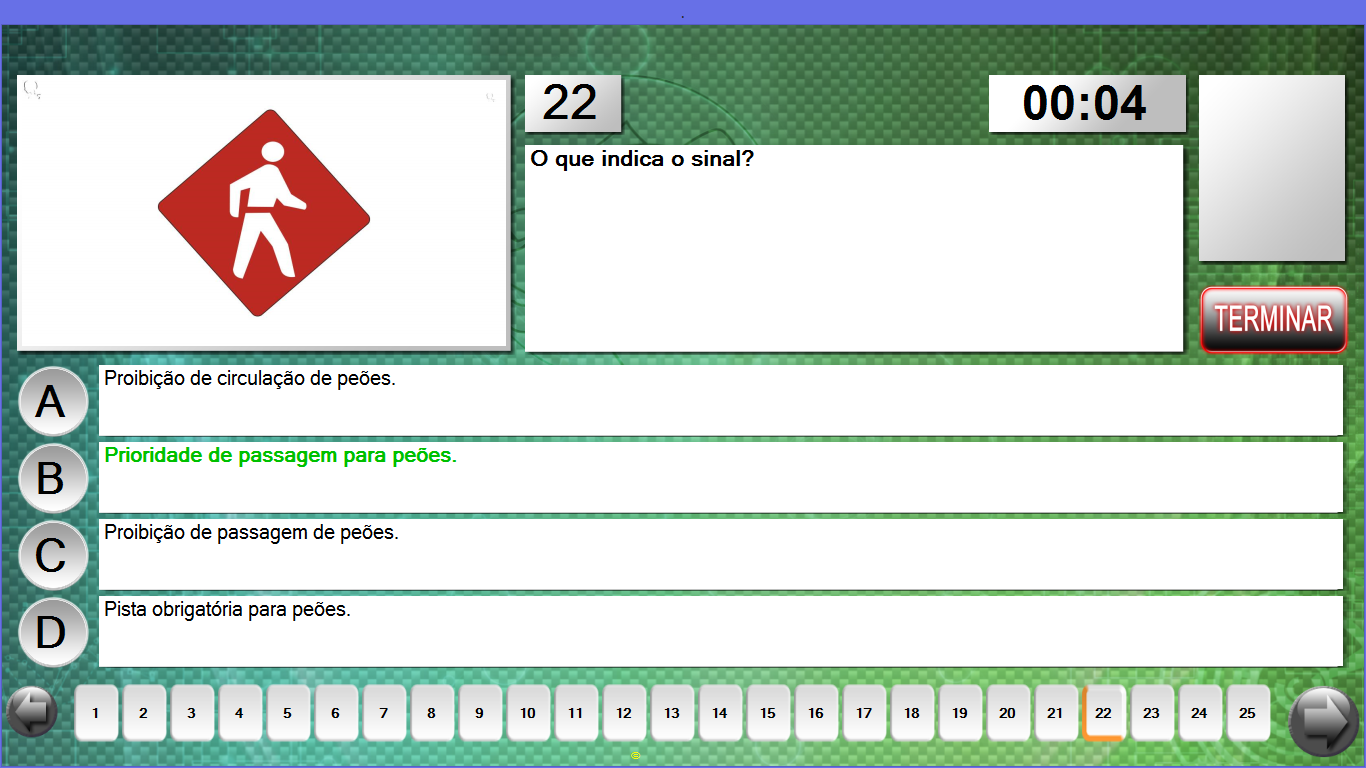 22
00:04
O que indica o sinal?
TERMINAR
A
Proibição de circulação de peões.
B
Prioridade de passagem para peões.
C
Proibição de passagem de peões.
D
Pista obrigatória para peões.
1 2 3 4 5 6 7 8 9 10 11 12 13 14 15 16 17 18 19 20 21 22 23 24 25
©